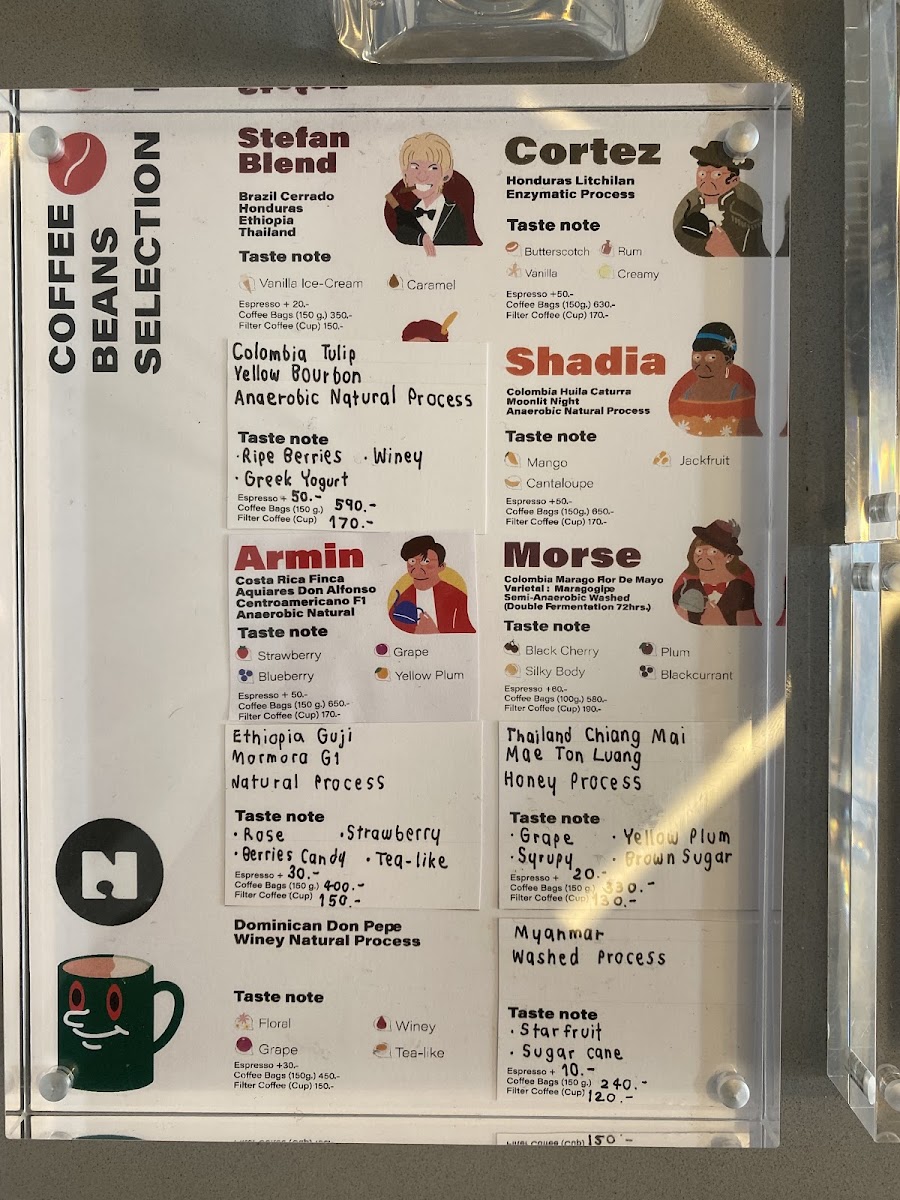 COFFEE
BEANS
SELECTION
Stefan
Blend
Brazil Cerrado
Honduras
Ethiopia
Thailand
Taste note
Vanilla Ice-Cream
Caramel
Espresso + 20.-
Coffee Bags (150 g.) 350.-
Filter Coffee (Cup) 150.-
Colombia Tulip
Yellow Bourbon
Anaerobic Natural Process
Taste note
·Ripe Berries ·Winey
·Greek Yogurt
Espresso + 50.-
Coffee Bags (150 g.) 590.-
Filter Coffee (Cup) 170.-
Armin
Costa Rica Finca
Aquiares Don Alfonso
Centroamericano F1
Anaerobic Natural
Taste note
Strawberry Grape
Blueberry Yellow Plum
Espresso + 50.-
Coffee Bags (150 g.) 650.-
Filter Coffee (Cup) 170.-
Ethiopia Guji
Mormora G1
Natural Process
Taste note
·Rose ·Strawberry
·Berries Candy ·Tea-like
Espresso + 30.-
Coffee Bags (150 g.) 400.-
Filter Coffee (Cup) 150.-
Dominican Don Pepe
Winey Natural Process
Taste note
Floral Winey
Grape Tea-like
Espresso +30.-
Coffee Bags (150g.) 450.-
Filter Coffee (Cup) 150.-
Cortez
Honduras Litchilan
Enzymatic Process
Taste note
Butterscotch Rum
Vanilla Creamy
Espresso +50.-
Coffee Bags (150g.) 630.-
Filter Coffee (Cup) 170.-
Shadia
Colombia Huila Caturra
Moonlit Night
Anaerobic Natural Process
Taste note
Mango Jackfruit
Cantaloupe
Espresso +50.-
Coffee Bags (150g.) 650.-
Filter Coffee (Cup) 170.-
Morse
Colombia Marago Flor De Mayo
Varietal : Maragogipe
Semi-Anaerobic Washed
(Double Fermentation 72hrs.)
Taste note
Black Cherry Plum
Silky Body Blackcurrant
Espresso +60.-
Coffee Bags (100g.) 580.-
Filter Coffee (Cup) 190.-
Thailand Chiang Mai
Mae Ton Luang
Honey Process
Taste note
·Grape ·Yellow Plum
·Syrupy ·Brown Sugar
Espresso + 20.-
Coffee Bags (150 g.) 330.-
Filter Coffee (Cup) 130.-
Myanmar
Washed Process
Taste note
·Starfruit
·Sugar cane
Espresso + 10.-
Coffee Bags (150 g.) 240.-
Filter Coffee (Cup) 120.-
N
150.-